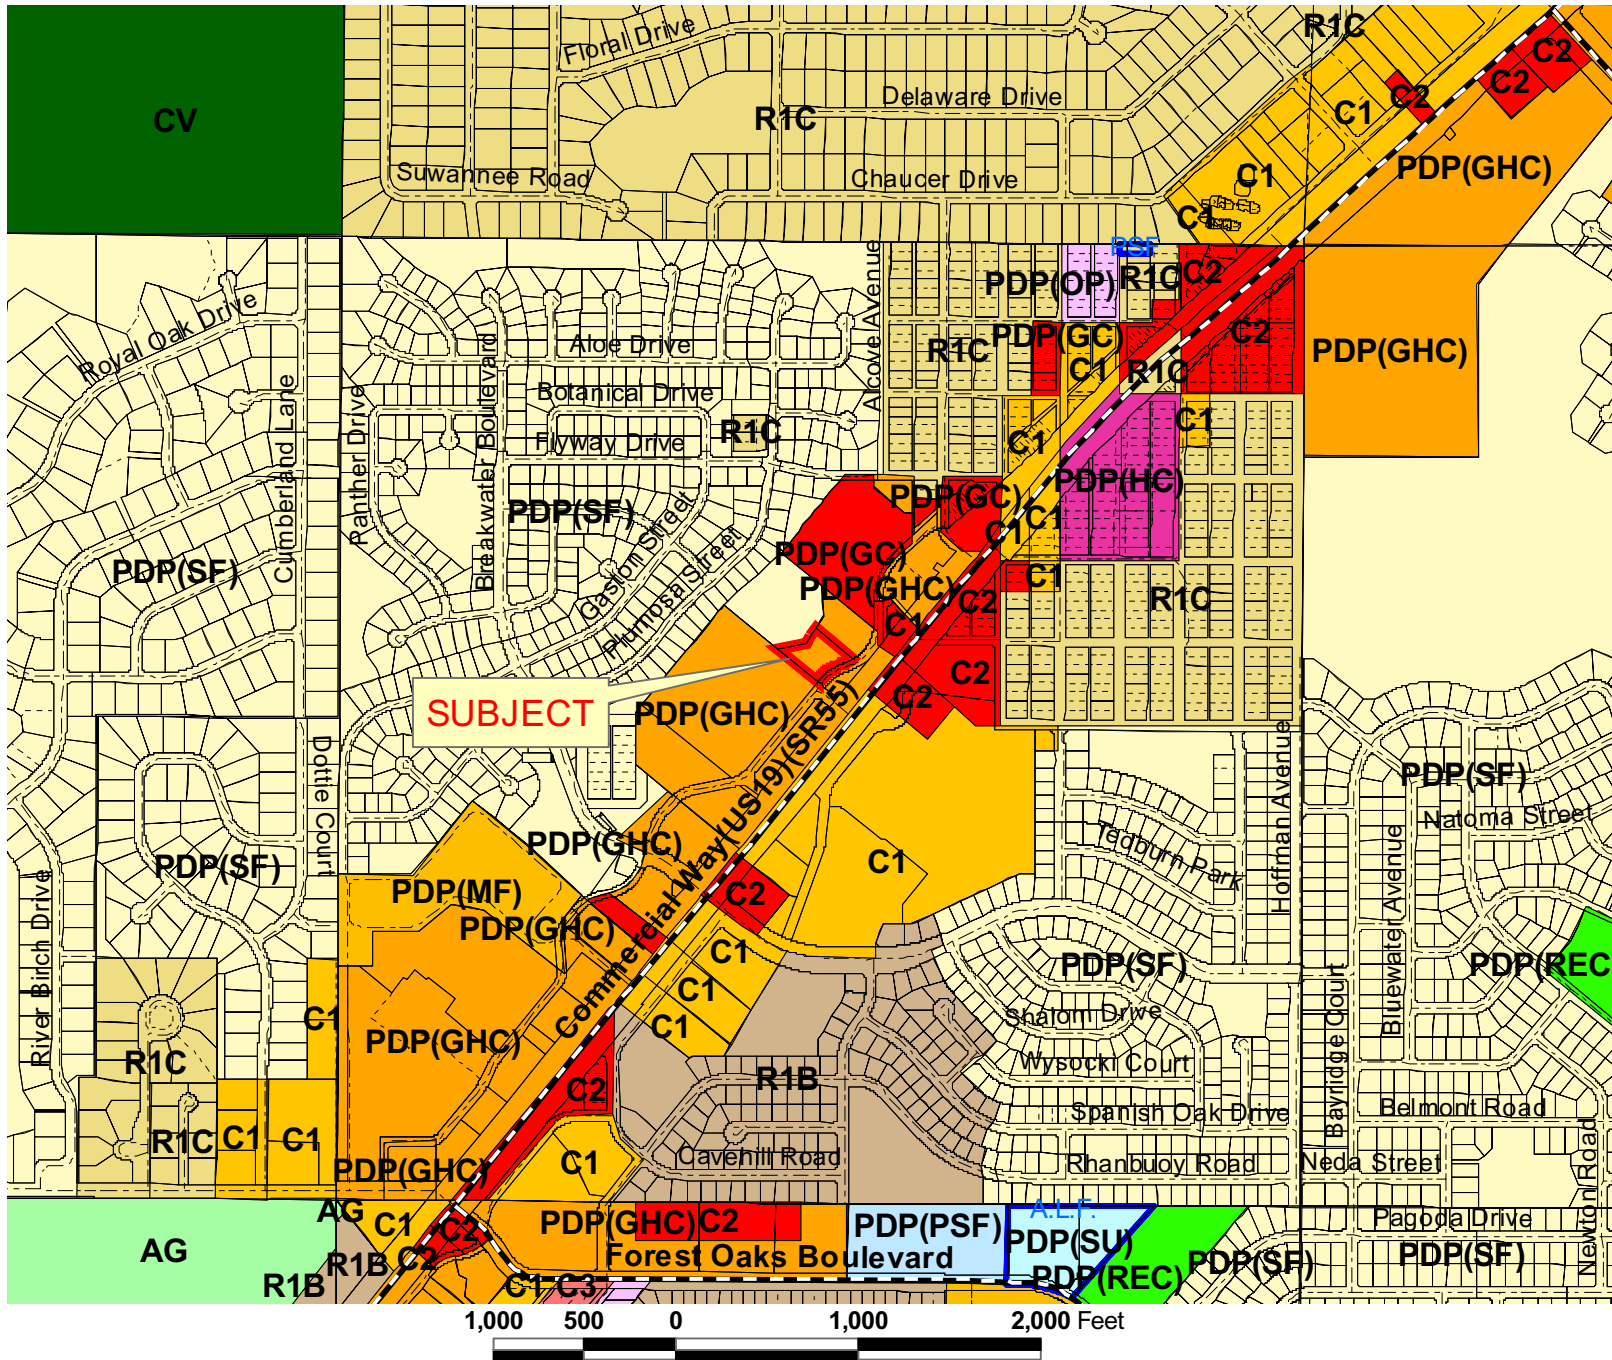 R1C
Floral Drive
C2
C2
Delaware Drive
C2
CV
R1C
C1
Suwannee Road
Chaucer Drive
C1
PDP(GHC)
C1
PSF
Alcove Avenue
PDP(OP)
R1C
C2
Royal Oak Drive
Breakwater Boulevard
Aloe Drive
PDP(GC)
C2
R1C
C1
R1C
PDP(GHC)
Cumberland Lane
Panther Drive
Botanical Drive
Flyway Drive
R1C
C1
C1
PDP(HC)
PDP(SF)
Gaston Street
Plumosa Street
PDP(GC)
C1
C1
PDP(GC)
PDP(SF)
PDP(GHC)
C1
C2
R1C
C1
C2
C2
SUBJECT
PDP(GHC)
Commercial Way(US19)(SR55)
Dottie Court
Hoffman Avenue
PDP(SF)
Natoma Street
PDP(GHC)
Tedburn Park
PDP(SF)
C1
Bluewater Avenue
River Birch Drive
PDP(MF)
C2
PDP(GHC)
C1
PDP(SF)
PDP(REC
C1
C1
C1
Shalom Drive
Bayridge Court
PDP(GHC)
R1C
Wysocki Court
C2
R1B
Spanish Oak Drive
Belmont Road
R1C
C1
C1
C1
Cavehill Road
Rhanbuoy Road
Neda Street
Newton Road
PDP(GHC)
AG
C1
C2
PDP(GHC)
C2
PDP(PSF)
A.L.F.
Pagoda Drive
AG
PDP(SU)
R1B
C2
Forest Oaks Boulevard
PDP(SF)
PDP(SF)
R1B
C1
C3
PDP(REC)
1,000 500 0 1,000 2,000 Feet